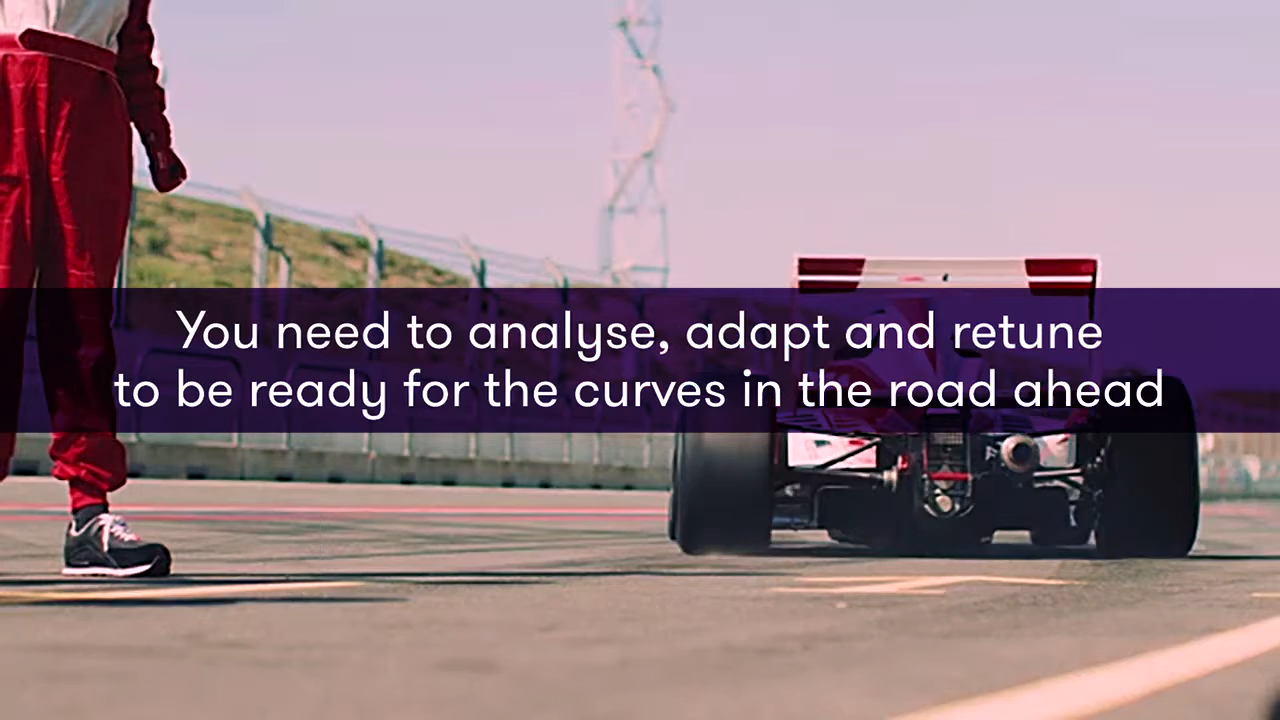 You need to analyse, adapt and retune
to be ready for the curves in the road ahead